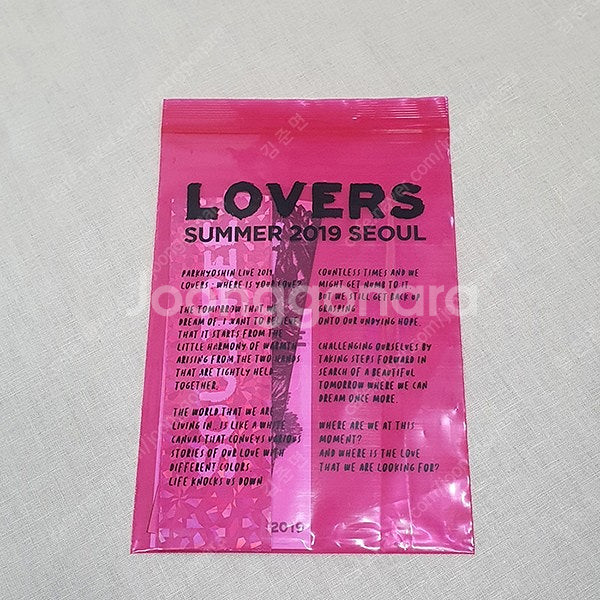 LOVERS
SUMMER 2019 SEOUL
PARKHYOSHIN LIVE 2019
LOVERS : WHERE IS YOUR LOVE?
THE TOMORROW THAT WE
DREAM OF, I WANT TO BELIEVE
THAT IT STARTS FROM THE
LITTLE HARMONY OF WARMTH
ARISING FROM THE TWO HANDS
THAT ARE TIGHTLY HELD
TOGETHER.
THE WORLD THAT WE ARE
LIVING IN, IS LIKE A WHITE
CANVAS THAT CONVEYS VARIOUS
STORIES OF OUR LOVE WITH
DIFFERENT COLORS.
LIFE KNOCKS US DOWN
COUNTLESS TIMES AND WE
MIGHT GET NUMB TO IT
BUT WE STILL GET BACK UP
GRASPING
ONTO OUR UNDYING HOPE.
CHALLENGING OURSELVES BY
TAKING STEPS FORWARD IN
SEARCH OF A BEAUTIFUL
TOMORROW WHERE WE CAN
DREAM ONCE MORE.
WHERE ARE WE AT THIS
MOMENT?
AND WHERE IS THE LOVE
THAT WE ARE LOOKING FOR?
2019
Joonggonara
김준면